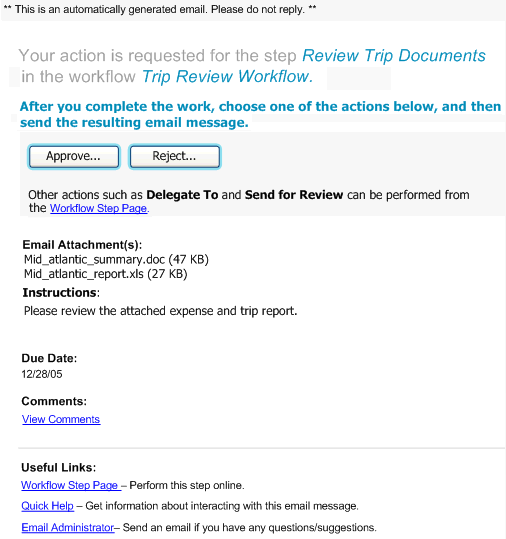 ** This is an automatically generated email. Please do not reply. **
Your action is requested for the step Review Trip Documents
in the workflow Trip Review Workflow.
After you complete the work, choose one of the actions below, and then
send the resulting email message.
Approve... Reject...
Other actions such as Delegate To and Send for Review can be performed from
the Workflow Step Page.
Email Attachment(s):
Mid_atlantic_summary.doc (47 KB)
Mid_atlantic_report.xls (27 KB)
Instructions:
Please review the attached expense and trip report.
Due Date:
12/28/05
Comments:
View Comments
Useful Links:
Workflow Step Page – Perform this step online.
Quick Help – Get information about interacting with this email message.
Email Administrator– Send an email if you have any questions/suggestions.